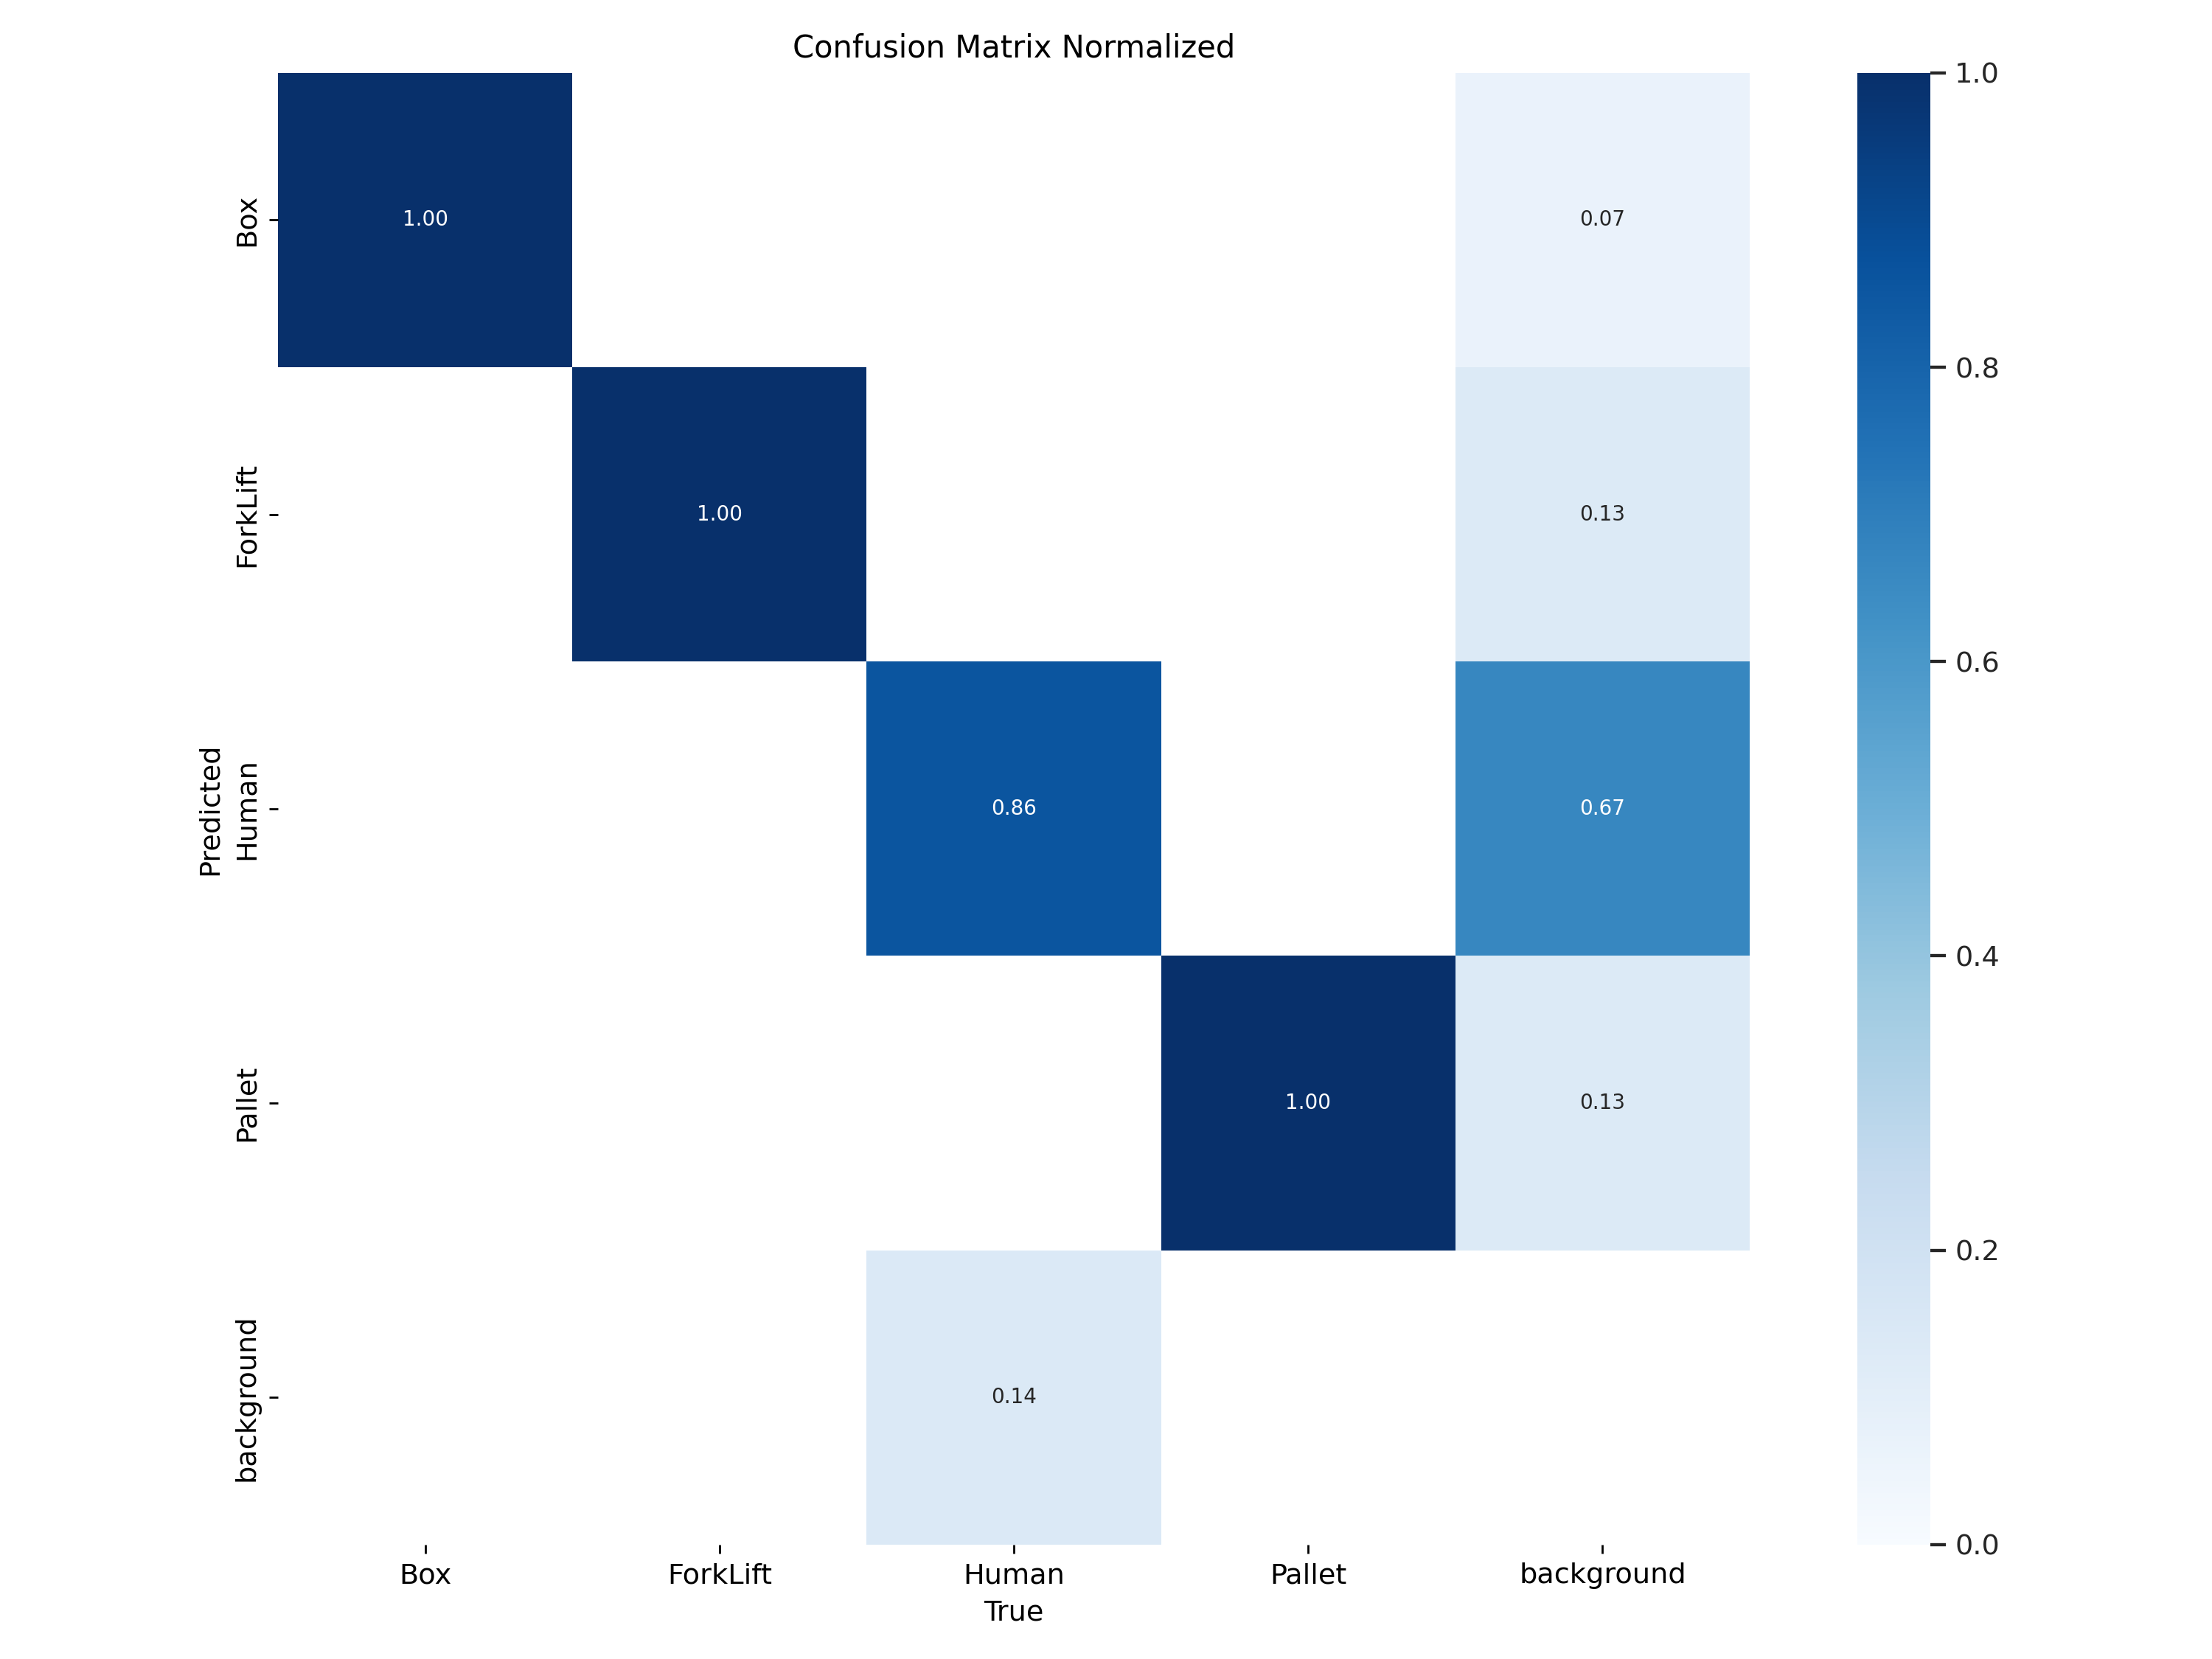 Confusion Matrix Normalized
Box
1.00
0.07
ForkLift
1.00
0.13
Predicted
Human
0.86
0.67
Pallet
1.00
0.13
background
0.14
Box
ForkLift
Human
Pallet
background
True
1.0
0.8
0.6
0.4
0.2
0.0